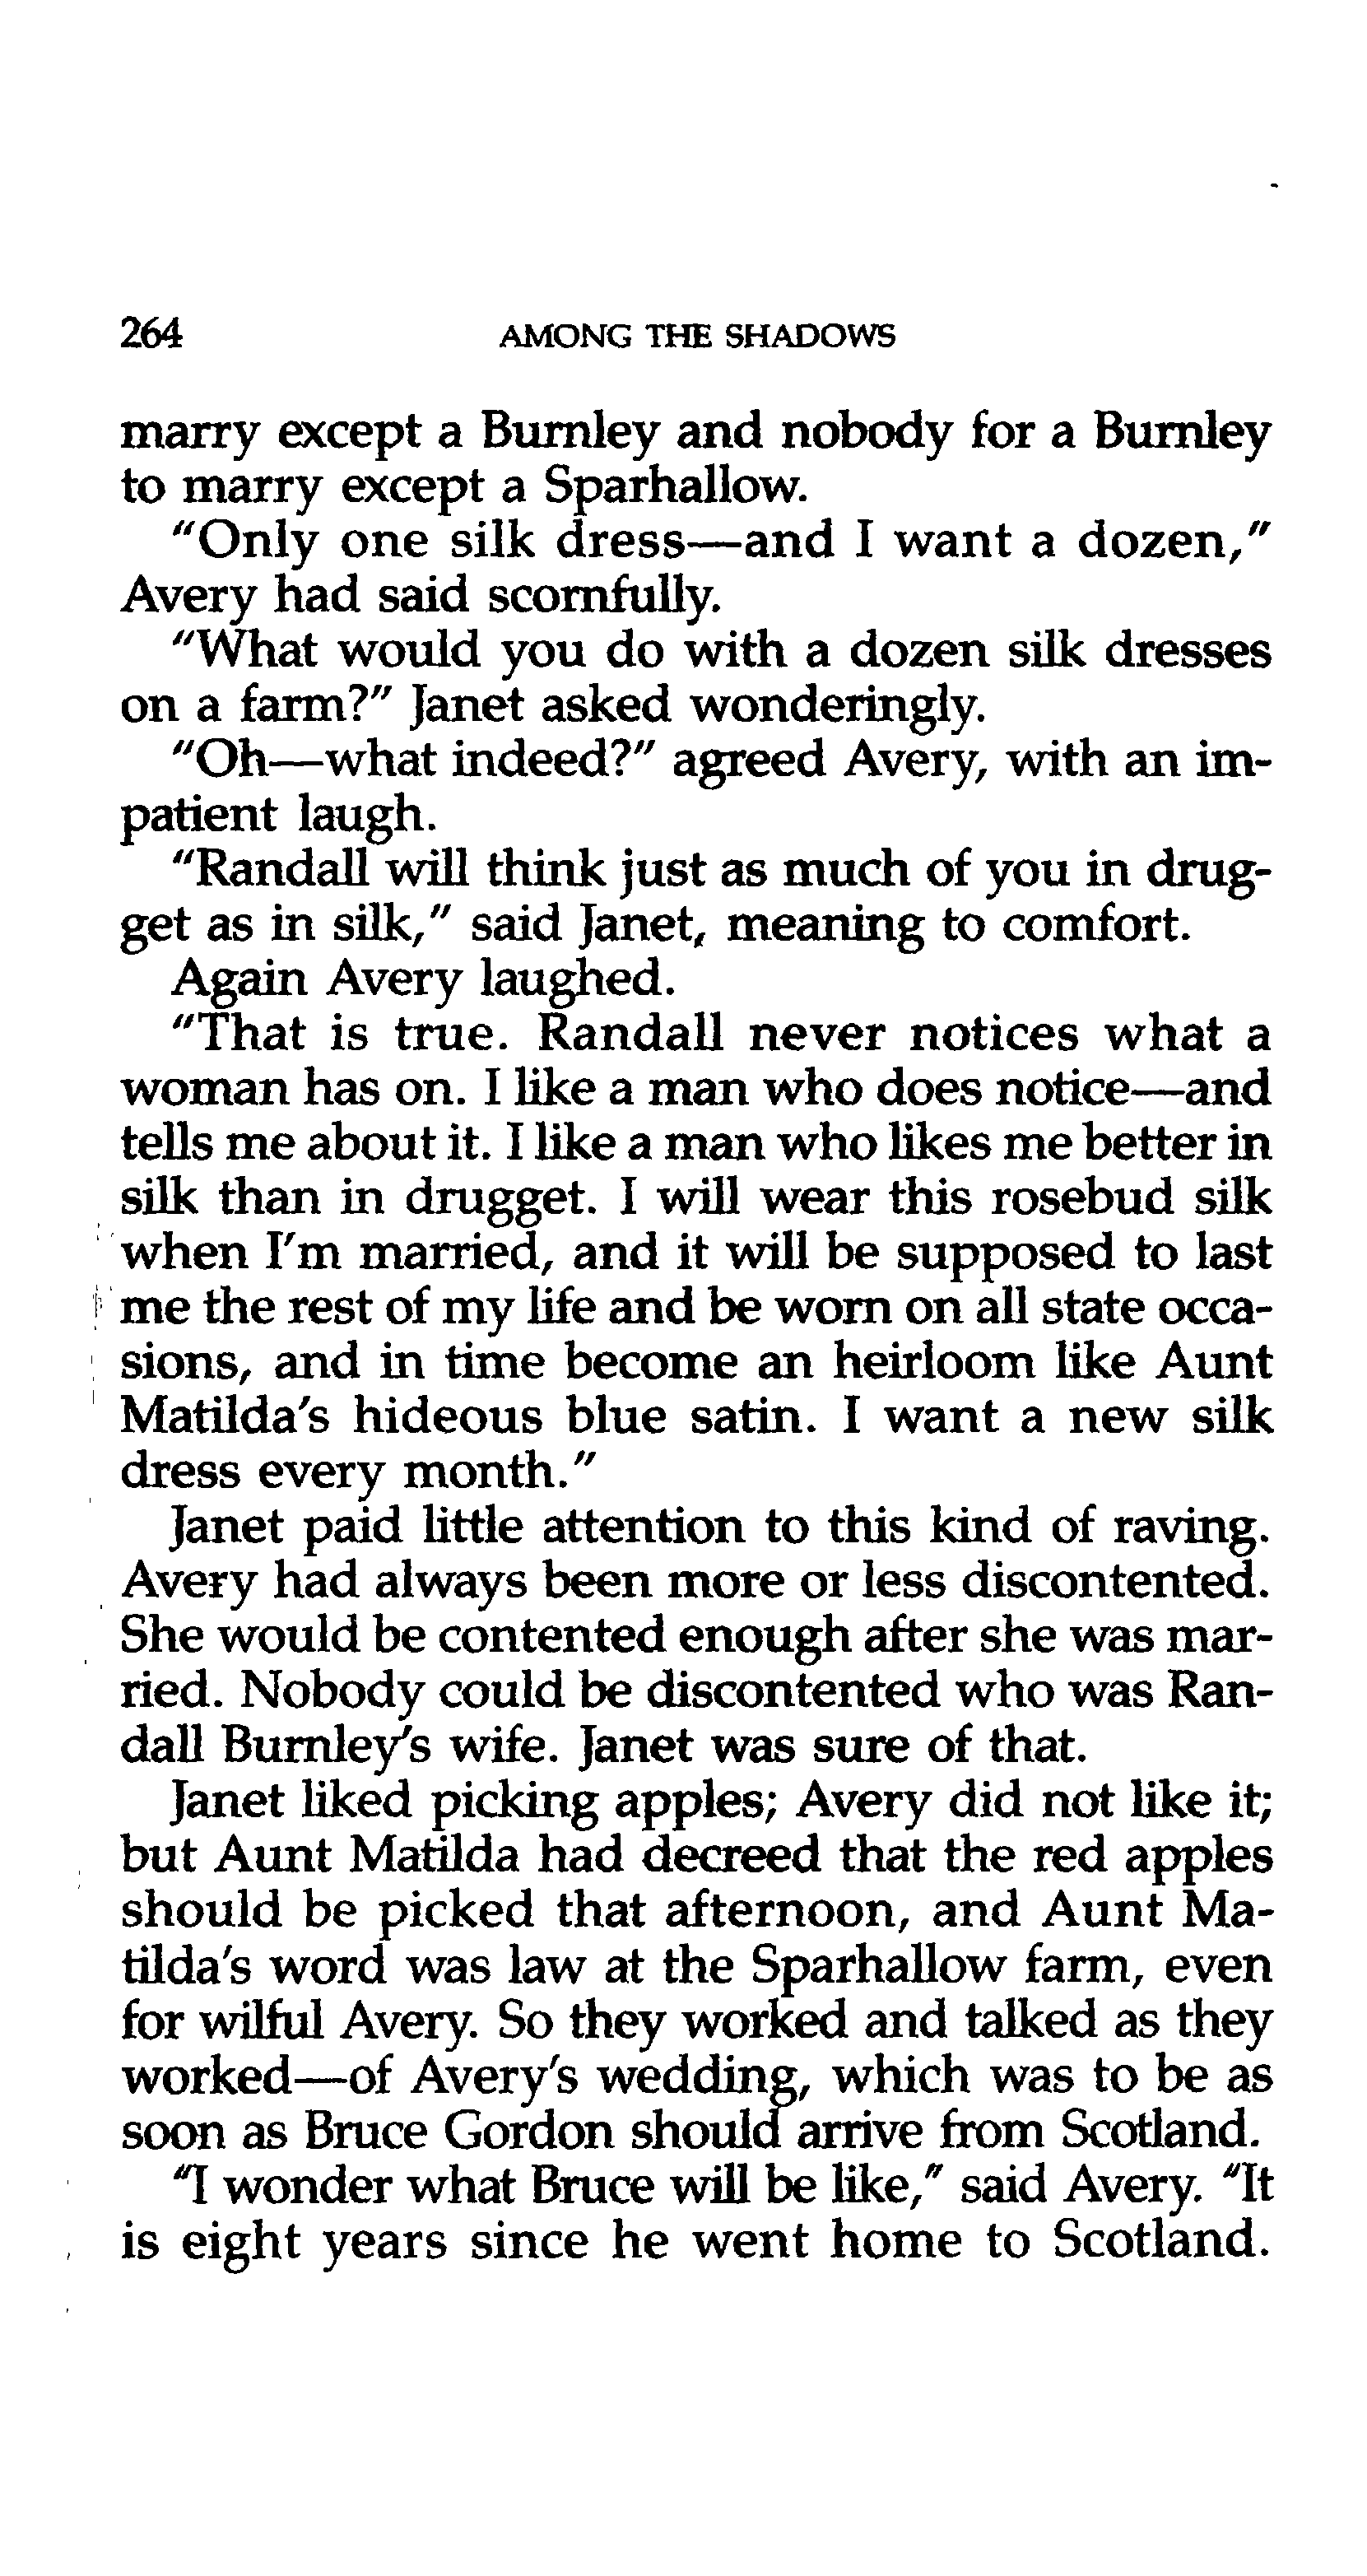 264 AMONG THE SHADOWS
marry except a Burnley and nobody for a Burnley
to marry except a Sparhallow.
"Only one silk dress—and I want a dozen,"
Avery had said scornfully.
"What would you do with a dozen silk dresses
on a farm?" Janet asked wonderingly.
"Oh—what indeed?" agreed Avery, with an im-
patient laugh.
"Randall will think just as much of you in drug-
get as in silk," said Janet, meaning to comfort.
Again Avery laughed.
"That is true. Randall never notices what a
woman has on. I like a man who does notice—and
tells me about it. I like a man who likes me better in
silk than in drugget. I will wear this rosebud silk
when I'm married, and it will be supposed to last
me the rest of my life and be worn on all state occa-
sions, and in time become an heirloom like Aunt
Matilda's hideous blue satin. I want a new silk
dress every month."
Janet paid little attention to this kind of raving.
Avery had always been more or less discontented.
She would be contented enough after she was mar-
ried. Nobody could be discontented who was Ran-
dall Burnley's wife. Janet was sure of that.
Janet liked picking apples; Avery did not like it;
but Aunt Matilda had decreed that the red apples
should be picked that afternoon, and Aunt Ma-
tilda's word was law at the Sparhallow farm, even
for wilful Avery. So they worked and talked as they
worked—of Avery's wedding, which was to be as
soon as Bruce Gordon should arrive from Scotland.
"I wonder what Bruce will be like," said Avery. "It
is eight years since he went home to Scotland.